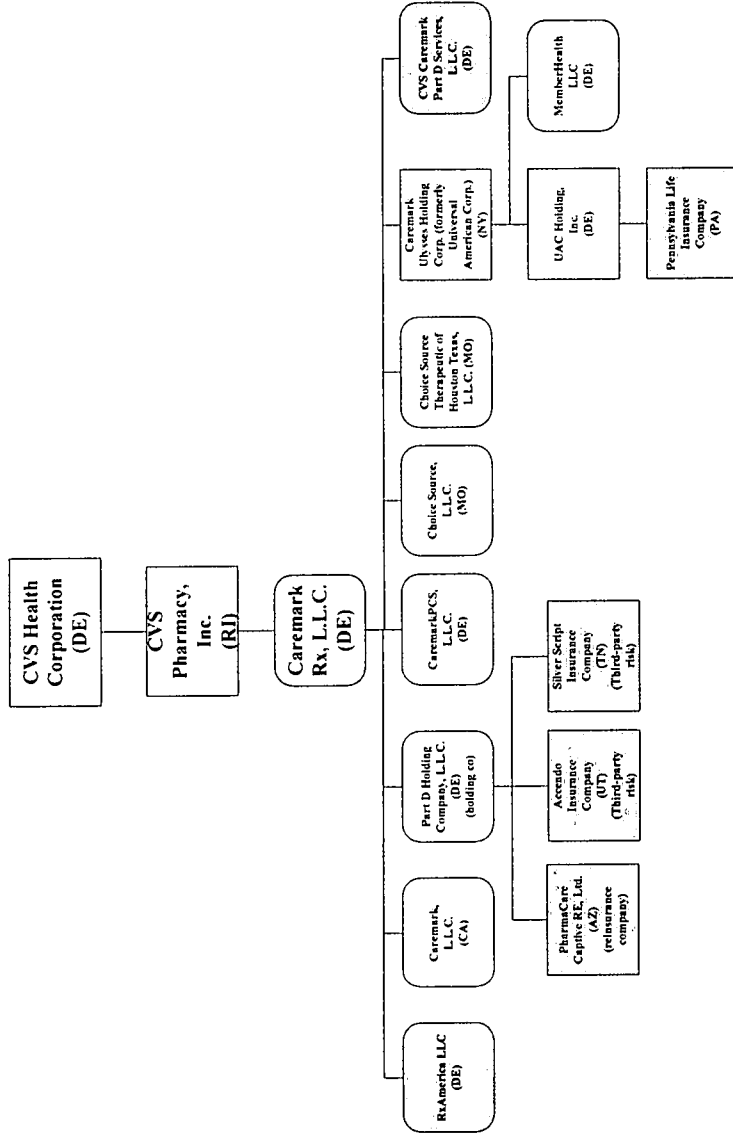 CVS Health
Corporation
(DE)
CVS
Pharmacy,
Inc.
(RI)
Caremark
Rx, L.L.C.
(DE)
RxAmerica LLC
(DE)
Caremark,
L.L.C.
(CA)
Part D Holding
Company, L.L.C.
(DE)
(holding co)
CaremarkPCS,
L.L.C.
(DE)
Choice Source,
L.L.C.
(MO)
Choice Source
Therapeutic of
Houston Texas,
L.L.C. (MO)
Caremark
Ulysses Holding
Corp. (formerly
Universal
American Corp.)
(NY)
CVS Caremark
Part D Services,
L.L.C.
(DE)
PharmaCare
Captive RE, Ltd.
(AZ)
(reinsurance
company)
Accendo
Insurance
Company
(UT)
(Third-party
risk)
Silver Script
Insurance
Company
(TN)
(Third-party
risk)
UAC Holding,
Inc.
(DE)
MemberHealth
LLC
(DE)
Pennsylvania Life
Insurance
Company
(PA)